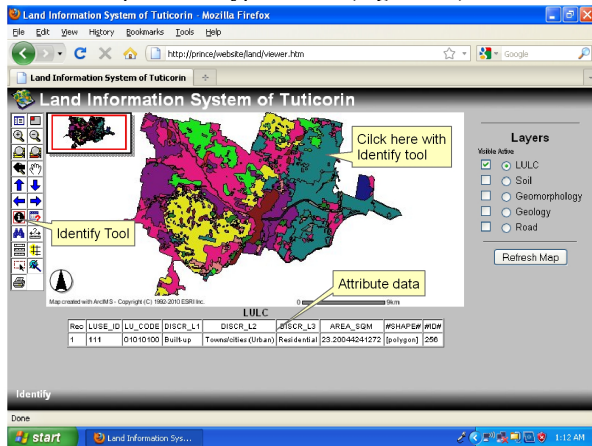 Land Information System of Tuticorin - Mozilla Firefox
File Edit View History Bookmarks Tools Help
http://prince/website/land/viewer.htm
Google
Land Information System of Tuticorin
Land Information System of Tuticorin
Cilck here with
Identify tool
Identify Tool
Attribute data
Layers
Visible Active
LULC
Soil
Geomorphology
Geology
Road
Refresh Map
Map created with ArcIMS - Copyright (C) 1992-2010 ESRI Inc.
0 9km
LULC
Rec LUSE_ID LU_CODE DISCR_L1 DISCR_L2 DISCR_L3 AREA_SQM #SHAPE# #ID#
1 111 01010100 Built-up Towns/cities (Urban) Residential 23.20044241272 [polygon] 256
Identify
Done
start
Land Information Sys...
1:12 AM